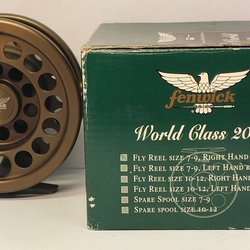 fenwick
World Class 20
Fly Reel size 7-9, Right Hand
Fly Reel size 7-9, Left Hand R
Fly Reel size 10-12, Right Hand
Fly Reel size 10-12, Left Hand
Spare Spool size 7-9
Spare Spool size 10-12